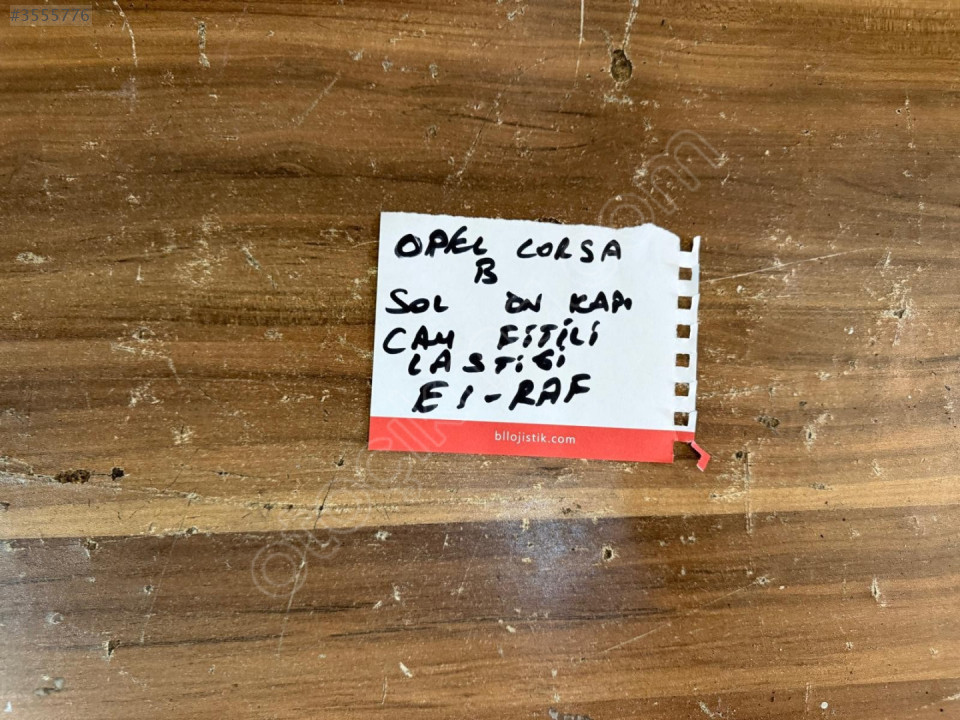 #3555776
OPEL CORSA
B
SOL ÖN KAPI
CAM FİTİLİ
LASTİĞİ
E1-RAF
bllojistik.com